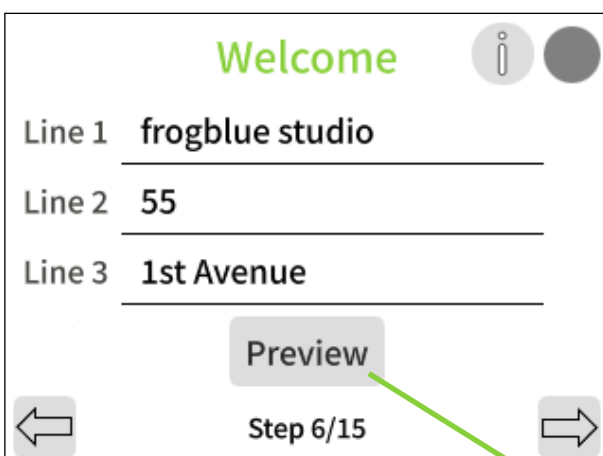 Welcome i
Line 1 frogblue studio
Line 2 55
Line 3 1st Avenue
Preview
Step 6/15